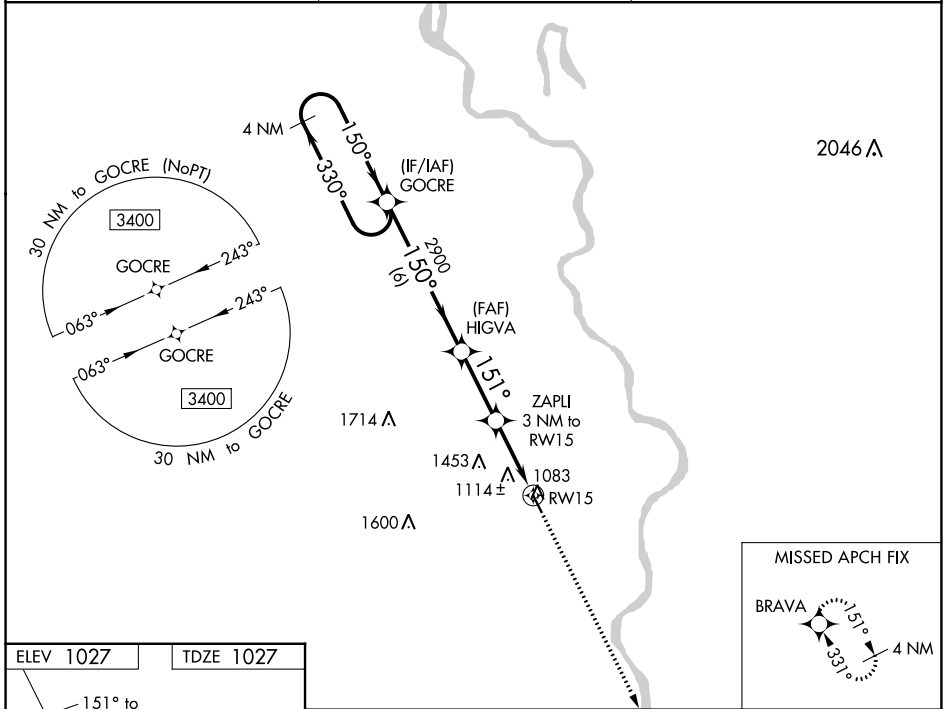 4 NM
150°
330°
(IF/IAF)
GOCRE
2046
30 NM to GOCRE (NoPT)
3400
GOCRE
243°
063°
243°
063°
GOCRE
3400
30 NM to GOCRE
2900
150°
(6)
(FAF)
HIGVA
151°
ZAPLI
3 NM to
RW15
1714
1453
1114 ±
1083
RW15
1600
MISSED APCH FIX
BRAVA
151°
331°
4 NM
ELEV 1027
TDZE 1027
151° to